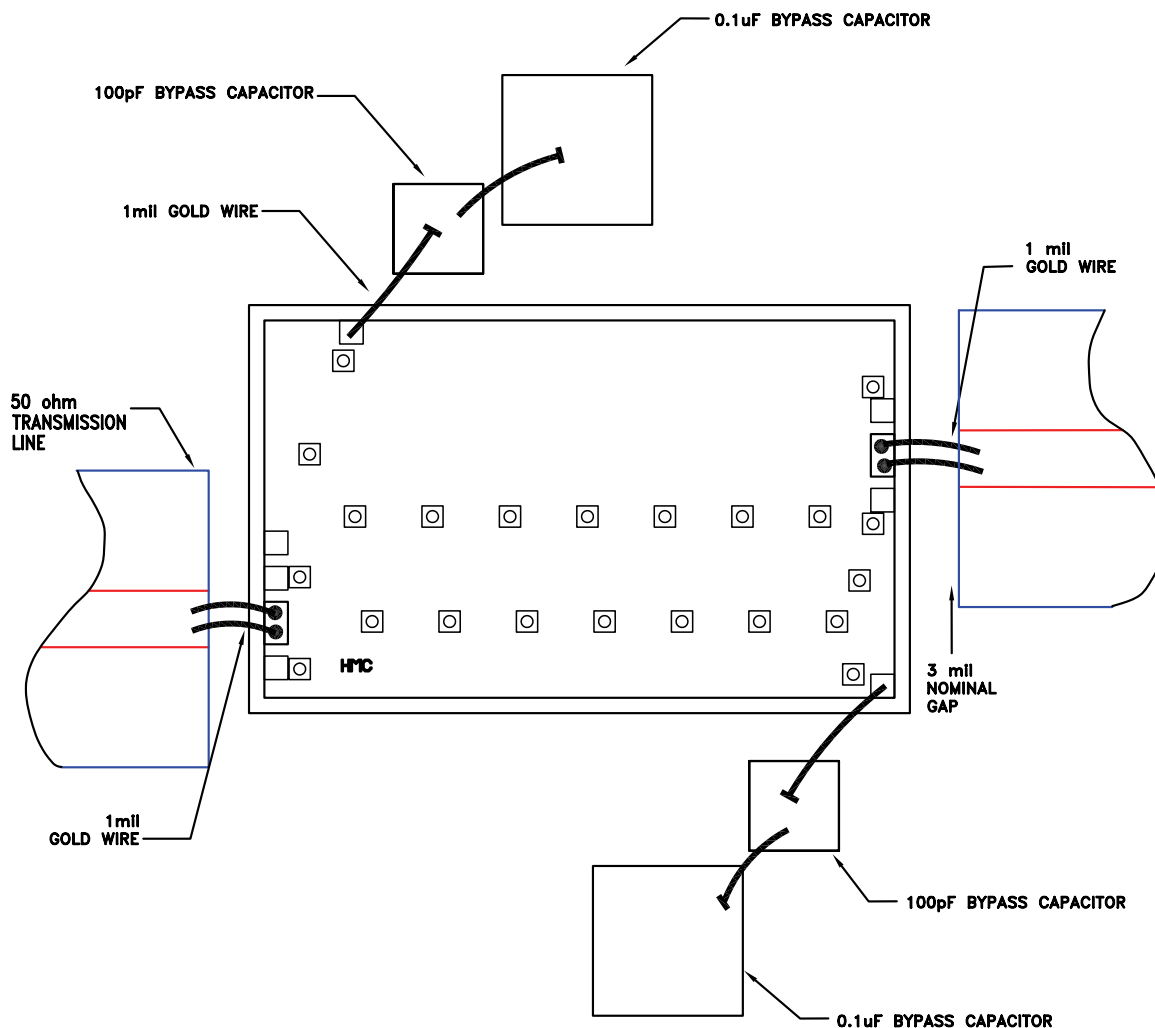 0.1uF BYPASS CAPACITOR
100pF BYPASS CAPACITOR
1mil GOLD WIRE
1 mil
GOLD WIRE
50 ohm
TRANSMISSION
LINE
HMC
3 mil
NOMINAL
GAP
1mil
GOLD WIRE
100pF BYPASS CAPACITOR
0.1uF BYPASS CAPACITOR